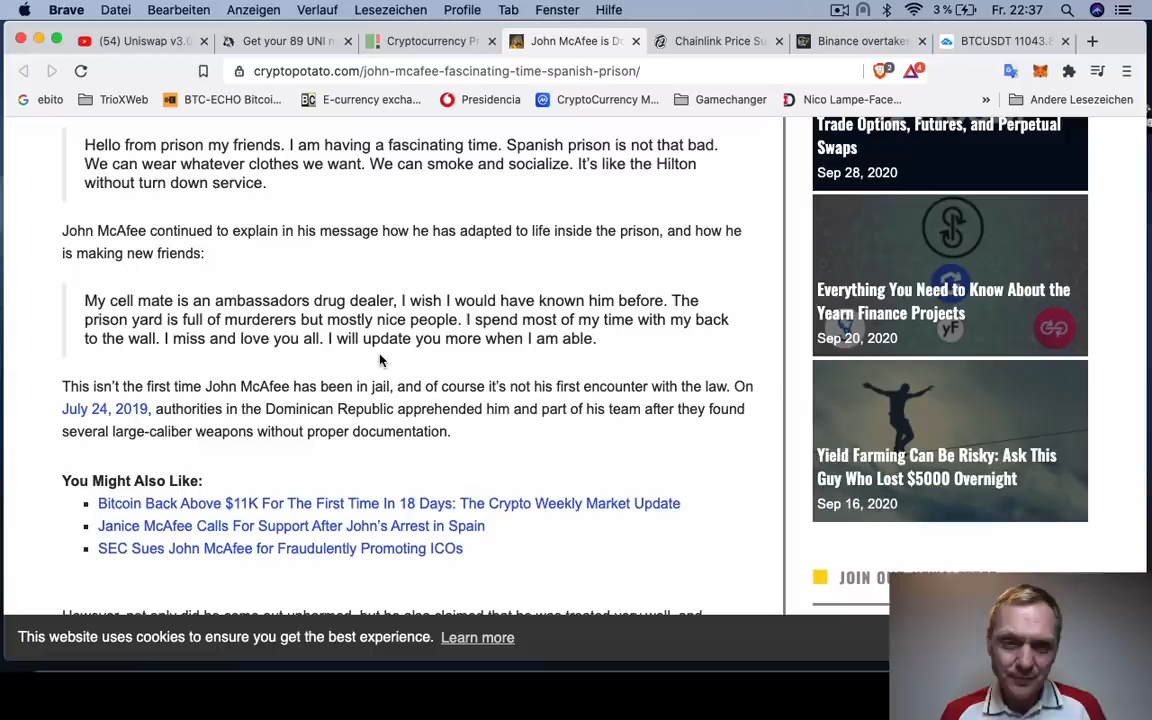 Brave Datei Bearbeiten Anzeigen Verlauf Lesezeichen Profile Tab Fenster Hilfe 3 % Fr. 22:37
(54) Uniswap v3.0 Get your 89 UNI Cryptocurrency P John McAfee is D Chainlink Price Su Binance overtake BTCUSDT 11043.8
cryptopotato.com/john-mcafee-fascinating-time-spanish-prison/ 2 4
ebito TrioXWeb BTC-ECHO Bitcoi... E-currency excha... Presidencia CryptoCurrency M... Gamechanger Nico Lampe-Face... » Andere Lesezeichen
Hello from prison my friends. I am having a fascinating time. Spanish prison is not that bad.
We can wear whatever clothes we want. We can smoke and socialize. It's like the Hilton
without turn down service.
John McAfee continued to explain in his message how he has adapted to life inside the prison, and how he
is making new friends:
My cell mate is an ambassadors drug dealer, I wish I would have known him before. The
prison yard is full of murderers but mostly nice people. I spend most of my time with my back
to the wall. I miss and love you all. I will update you more when I am able.
This isn't the first time John McAfee has been in jail, and of course it's not his first encounter with the law. On
July 24, 2019, authorities in the Dominican Republic apprehended him and part of his team after they found
several large-caliber weapons without proper documentation.
You Might Also Like:
Bitcoin Back Above $11K For The First Time In 18 Days: The Crypto Weekly Market Update
Janice McAfee Calls For Support After John's Arrest in Spain
SEC Sues John McAfee for Fraudulently Promoting ICOs
However, not only did he come out unharmed, but he also claimed that he was treated very well, and
This website uses cookies to ensure you get the best experience. Learn more
Trade Options, Futures, and Perpetual
Swaps
Sep 28, 2020
Everything You Need to Know About the
Yearn Finance Projects
Sep 20, 2020
yF
Yield Farming Can Be Risky: Ask This
Guy Who Lost $5000 Overnight
Sep 16, 2020
JOIN OUR NEWSLETTER